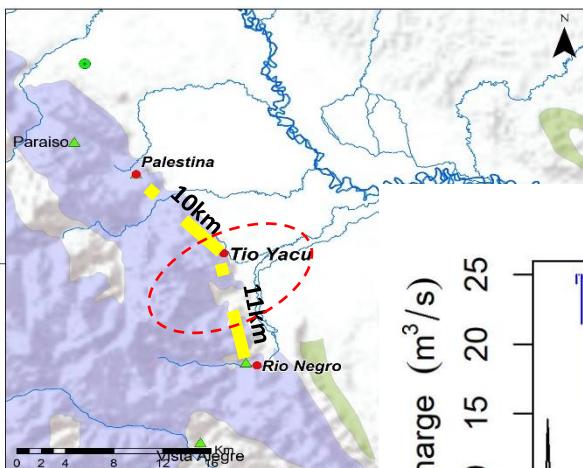 N
Paraiso
Palestina
10km
Tio Yacu
11km
Rio Negro
Vista Alegre
0 2 4 8 12 16
Km
harge (m³/s)
25
20
15